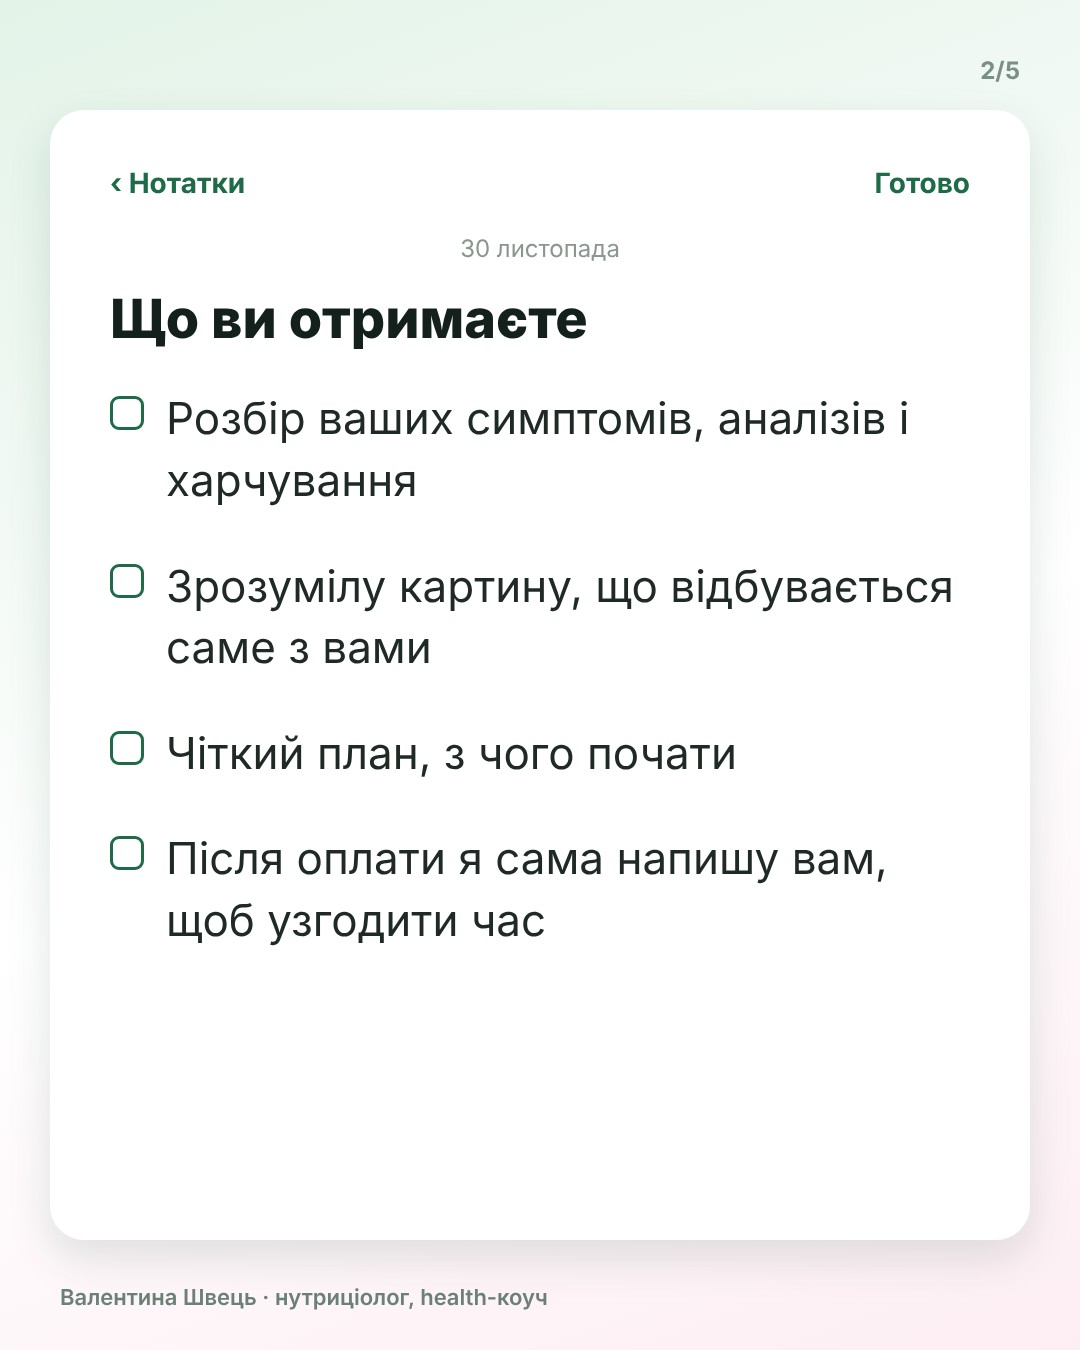 2/5
‹ Нотатки
Готово
30 листопада
Що ви отримаєте
Розбір ваших симптомів, аналізів і
харчування
Зрозумілу картину, що відбувається
саме з вами
Чіткий план, з чого почати
Після оплати я сама напишу вам,
щоб узгодити час
Валентина Швець · нутриціолог, health-коуч